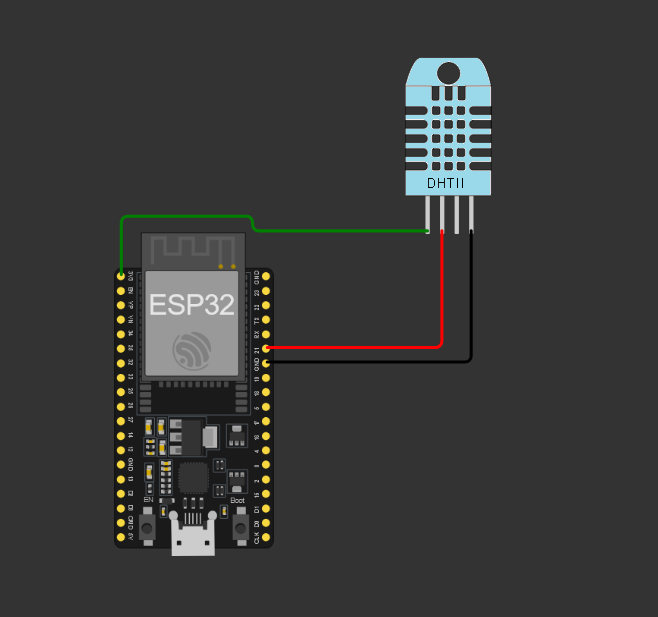 DHT11
ESP32
3V3
EN
VP
VN
34
35
32
33
25
26
27
14
12
GND
13
D2
D3
CMD
5V
GND
23
22
TX
RX
21
GND
19
18
5
17
16
4
0
2
15
D1
D0
CLK
EN
Boot